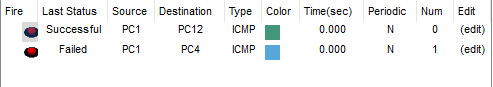 Fire Last Status Source Destination Type Color Time(sec) Periodic Num Edit
Successful PC1 PC12 ICMP 0.000 N 0 (edit)
Failed PC1 PC4 ICMP 0.000 N 1 (edit)